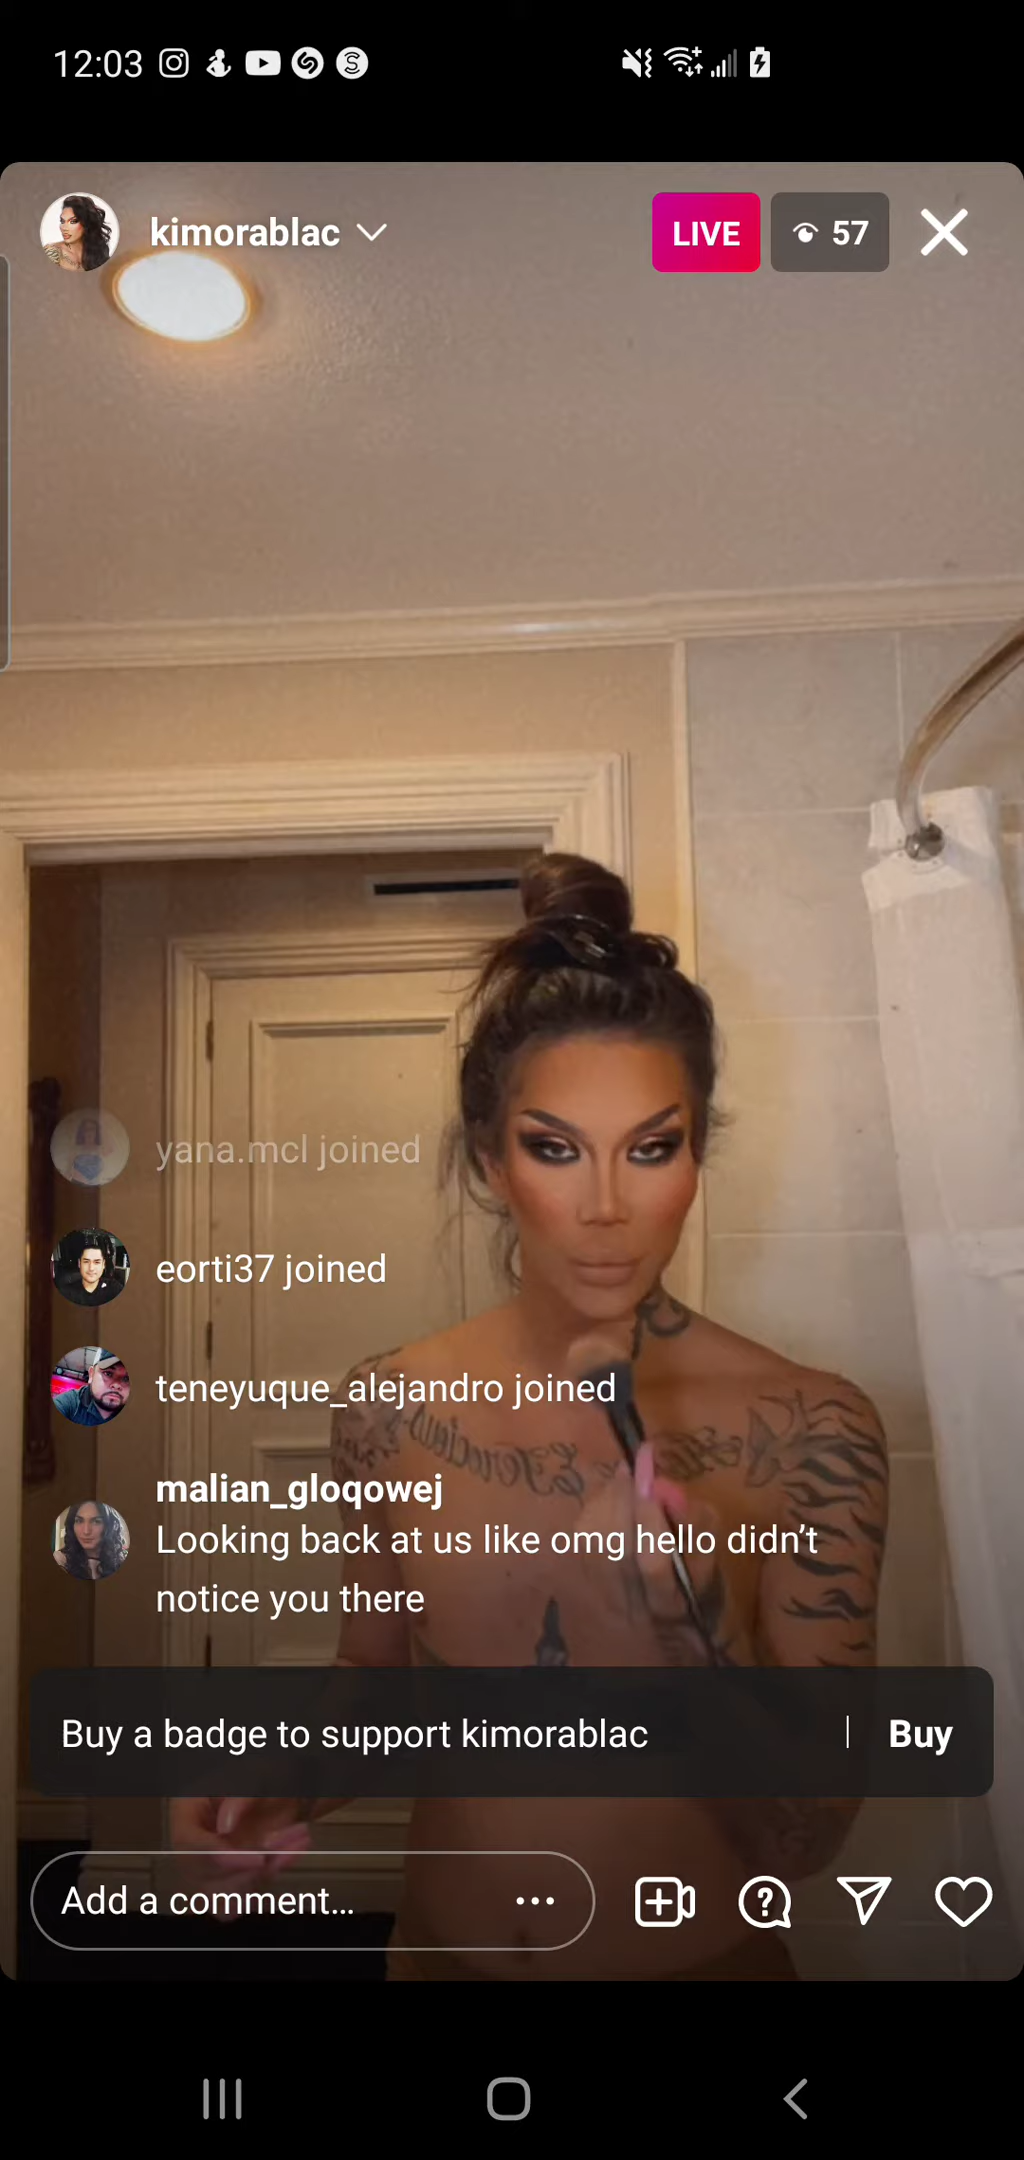 12:03
kimorablac
LIVE
57
yana.mcl joined
eorti37 joined
teneyuque_alejandro joined
malian_gloqowej
Looking back at us like omg hello didn’t
notice you there
Buy a badge to support kimorablac | Buy
Add a comment...